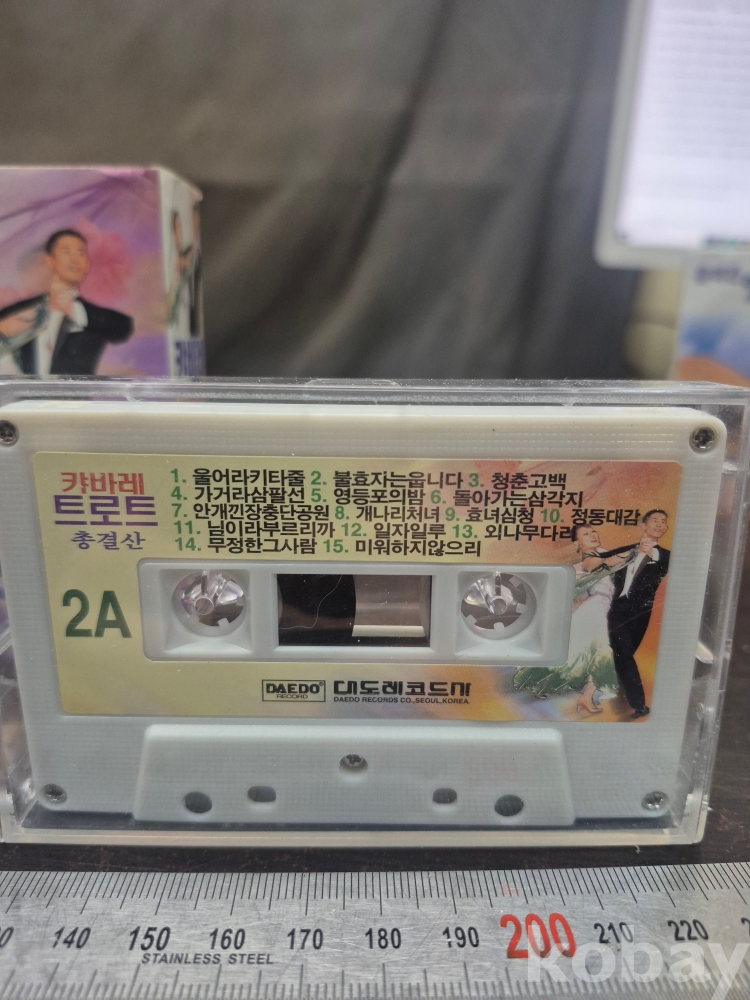 캬바레
트로트
총결산
1. 울어라키타줄 2. 불효자는웁니다 3. 청춘고백
4. 가거라삼팔선 5. 영등포의밤 6. 돌아가는삼각지
7. 안개낀장충단공원 8. 개나리처녀 9. 효녀심청 10. 정동대감
11. 님이라부르리까 12. 일자일루 13. 외나무다리
14. 무정한그사람 15. 미워하지않으리
2A
DAEDO
RECORD
대도레코드사
DAEDO RECORDS CO., SEOUL, KOREA.
140 150 160 170 180 190 200 210 220
STAINLESS STEEL
kobay